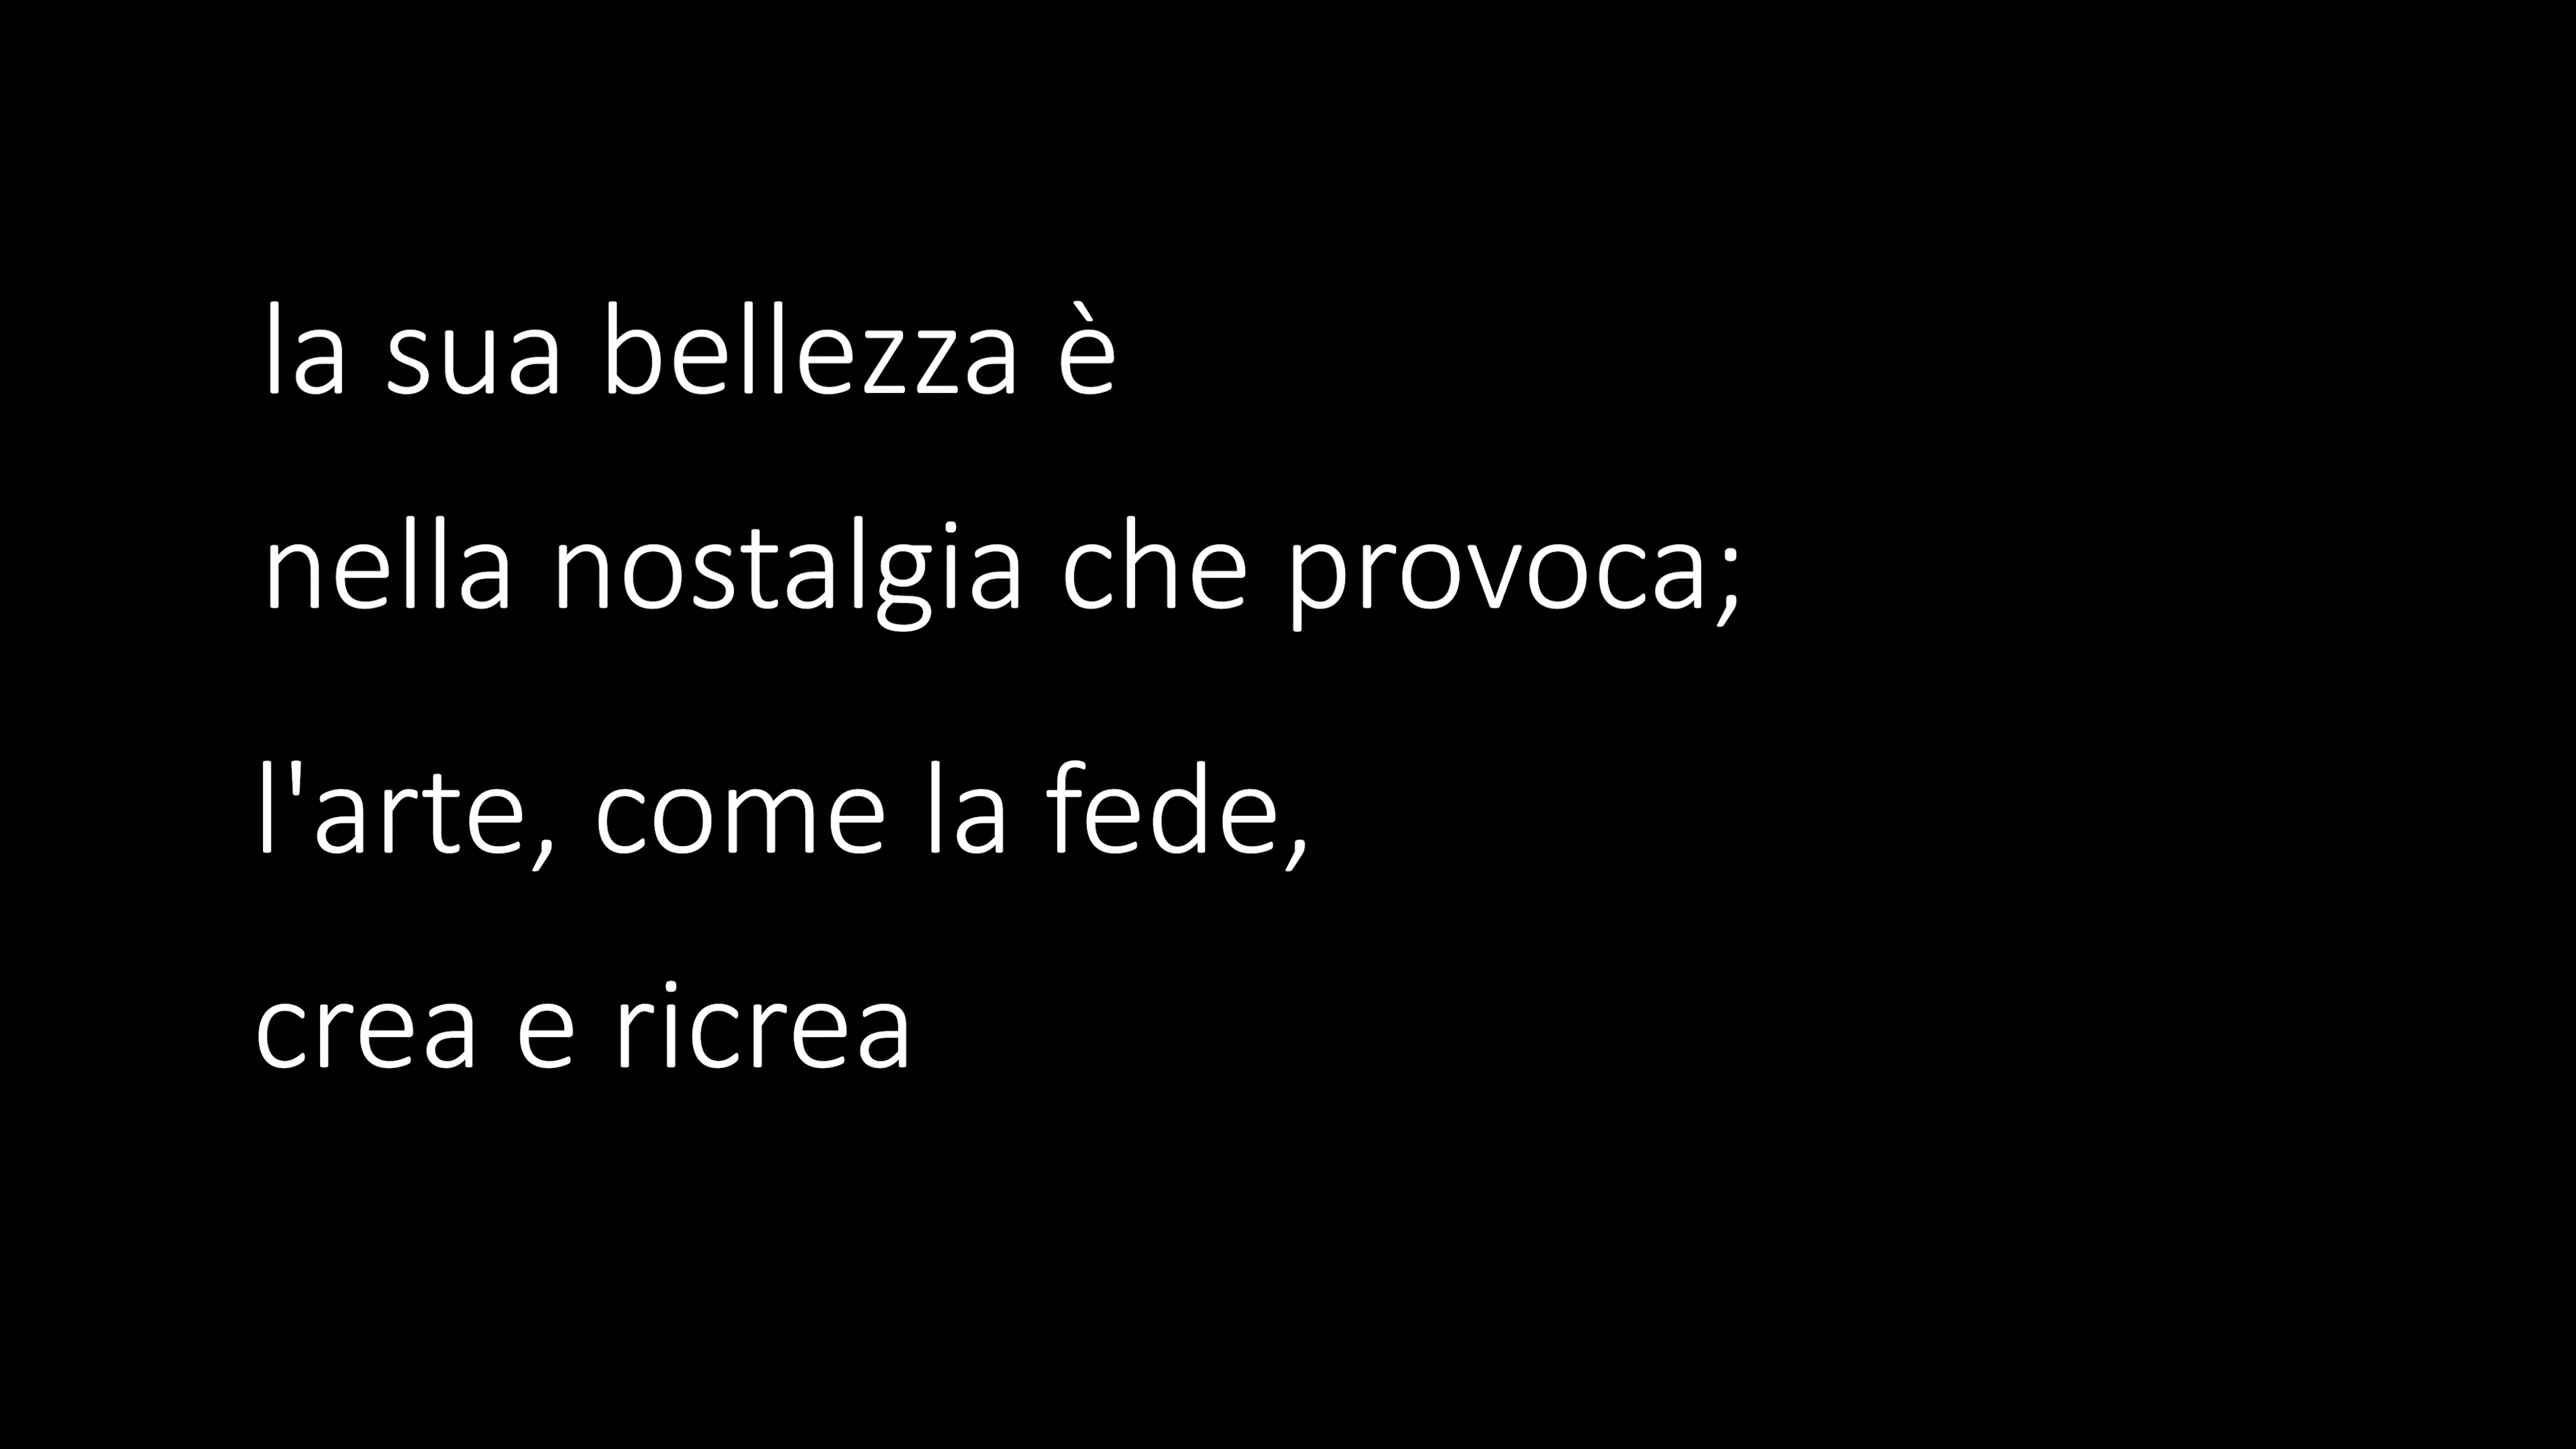 la sua bellezza è
nella nostalgia che provoca;
l'arte, come la fede,
crea e ricrea